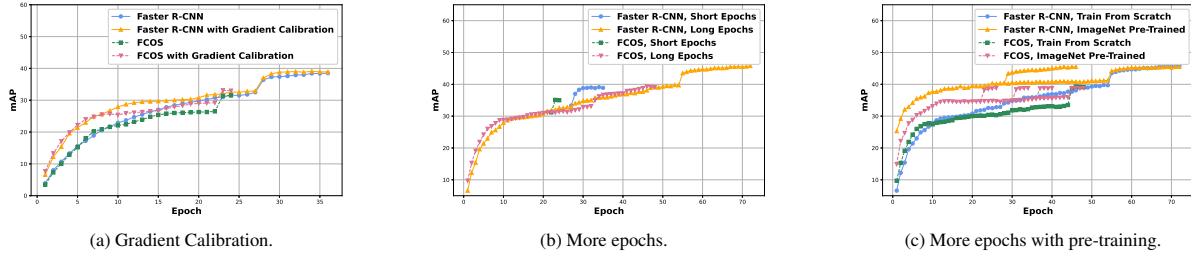 60
50
40
30
20
10
0
mAP
0
5
10
15
20
25
30
35
Epoch
Faster R-CNN
Faster R-CNN with Gradient Calibration
FCOS
FCOS with Gradient Calibration
(a) Gradient Calibration.
60
50
40
30
20
10
mAP
0
10
20
30
40
50
60
70
Epoch
Faster R-CNN, Short Epochs
Faster R-CNN, Long Epochs
FCOS, Short Epochs
FCOS, Long Epochs
(b) More epochs.
60
50
40
30
20
10
mAP
0
10
20
30
40
50
60
70
Epoch
Faster R-CNN, Train From Scratch
Faster R-CNN, ImageNet Pre-Trained
FCOS, Train From Scratch
FCOS, ImageNet Pre-Trained
(c) More epochs with pre-training.